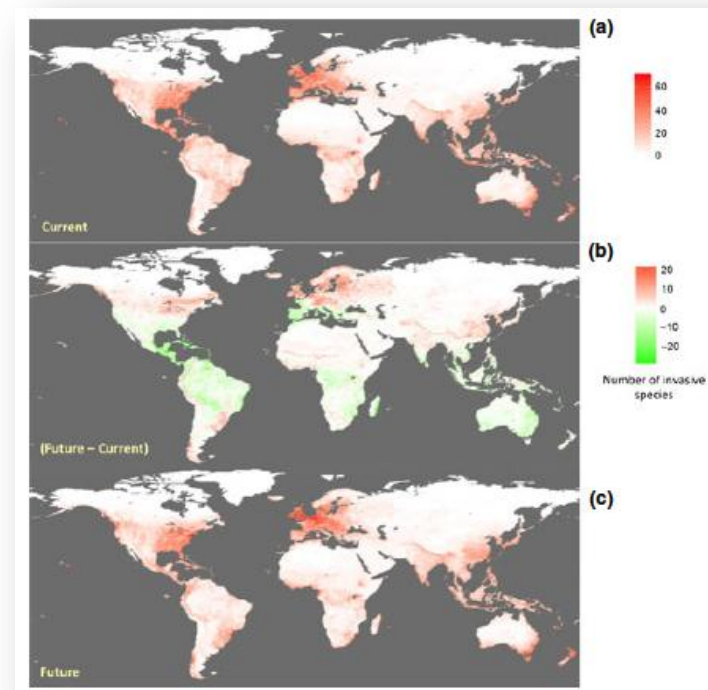 (a)
60
40
20
0
Current
(b)
20
10
0
−10
−20
Number of invasive
species
(Future – Current)
(c)
Future